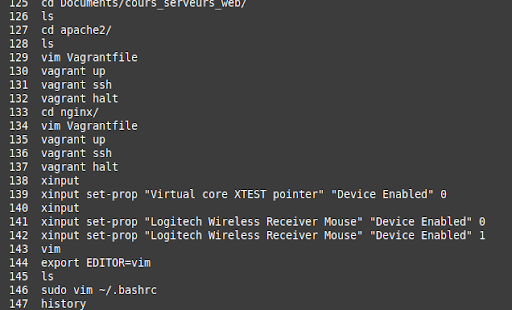 125 cd Documents/cours_serveurs_web/
126 ls
127 cd apache2/
128 ls
129 vim Vagrantfile
130 vagrant up
131 vagrant ssh
132 vagrant halt
133 cd nginx/
134 vim Vagrantfile
135 vagrant up
136 vagrant ssh
137 vagrant halt
138 xinput
139 xinput set-prop "Virtual core XTEST pointer" "Device Enabled" 0
140 xinput
141 xinput set-prop "Logitech Wireless Receiver Mouse" "Device Enabled" 0
142 xinput set-prop "Logitech Wireless Receiver Mouse" "Device Enabled" 1
143 vim
144 export EDITOR=vim
145 ls
146 sudo vim ~/.bashrc
147 history